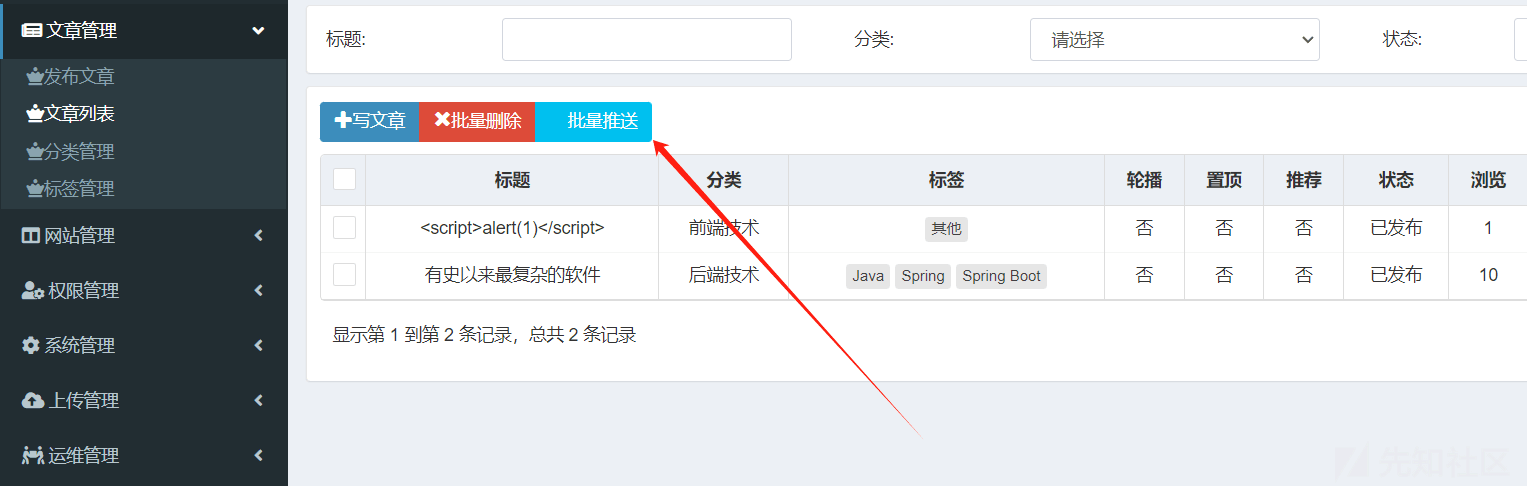 文章管理
发布文章
文章列表
分类管理
标签管理
网站管理
权限管理
系统管理
上传管理
运维管理
标题: 分类: 请选择 状态:
写文章 批量删除 批量推送
标题 分类 标签 轮播 置顶 推荐 状态 浏览
<script>alert(1)</script> 前端技术 其他 否 否 否 已发布 1
有史以来最复杂的软件 后端技术 Java Spring Spring Boot 否 否 否 已发布 10
显示第 1 到第 2 条记录，总共 2 条记录
先知社区